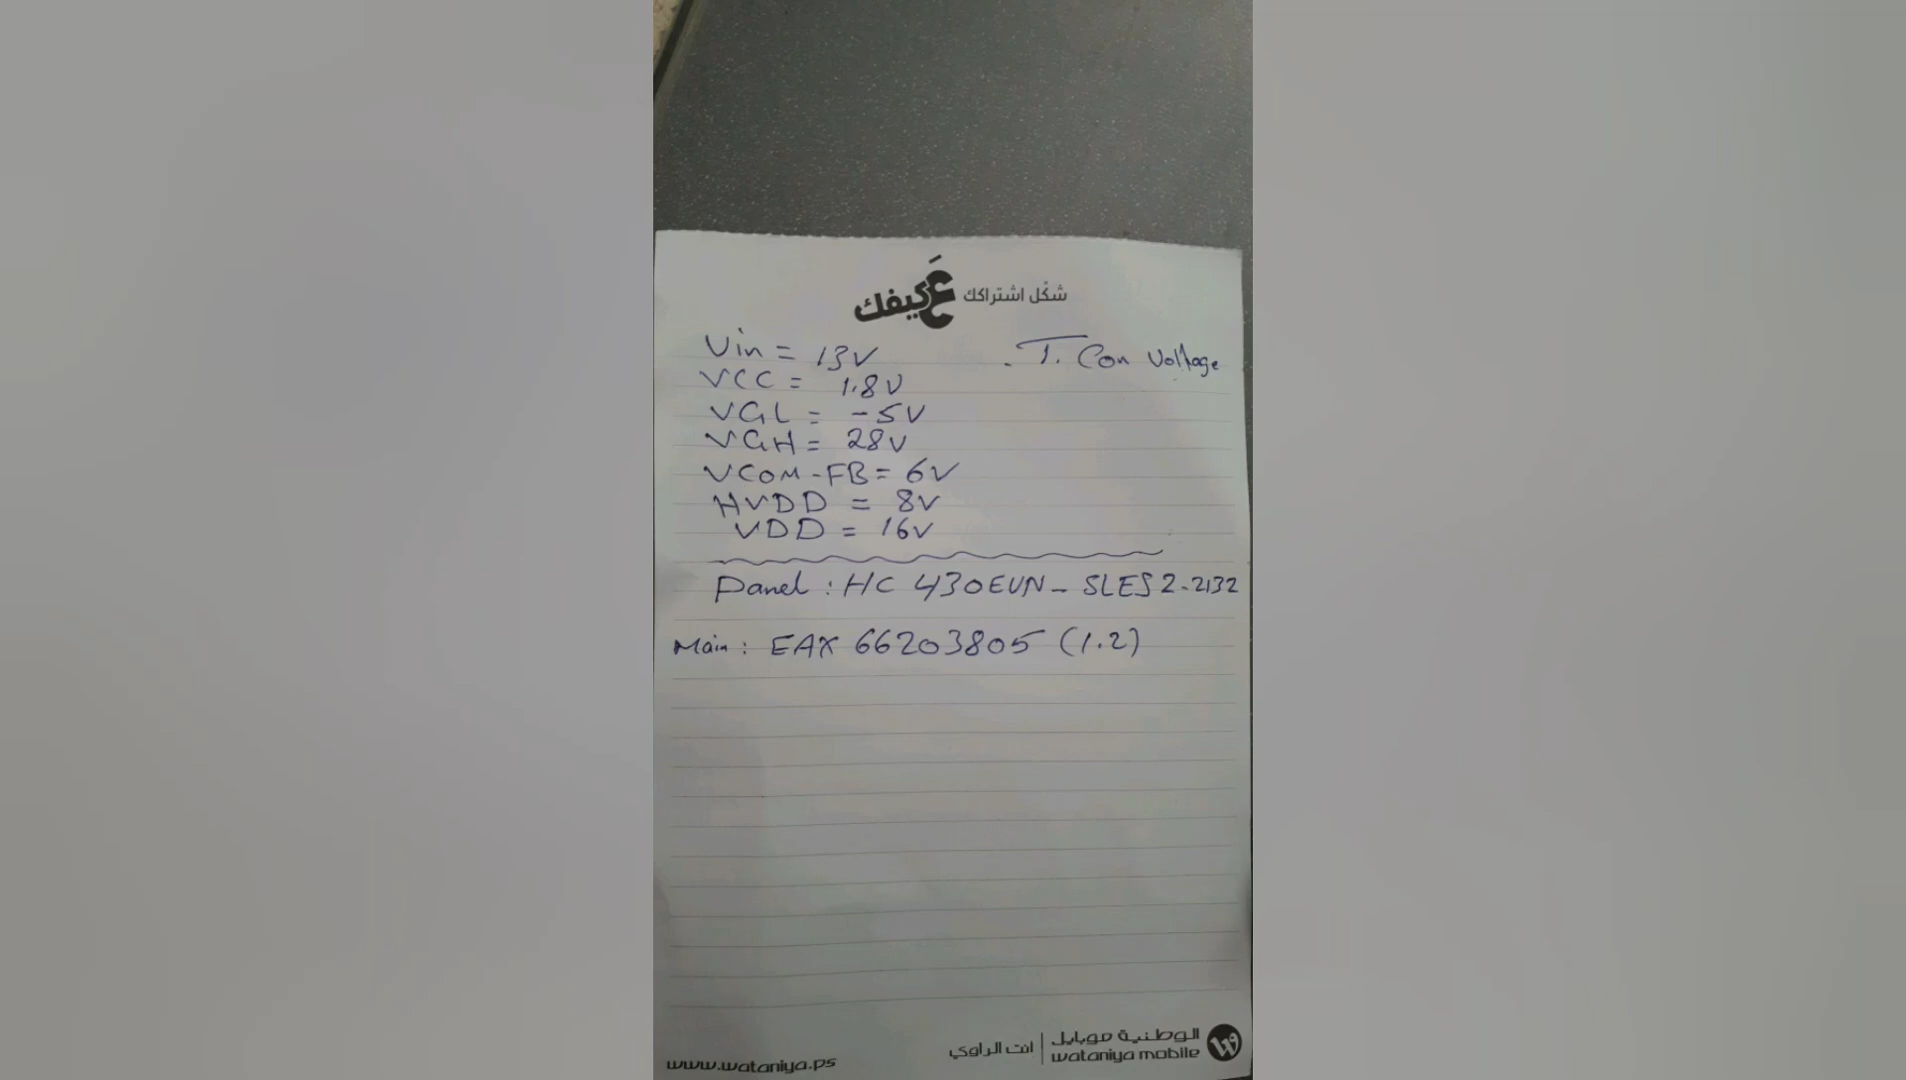 شكّل اشتراكك عَكيفك
Vin = 13V
. T. Con Voltage
VCC = 1.8V
VGL = -5V
VGH = 28V
VCOM-FB = 6V
HVDD = 8V
VDD = 16V
Panel : HC 430EUN - SLES2-2132
Main : EAX 66203805 (1.2)
الوطنية موبايل
انت الراوي
wataniya mobile
www.wataniya.ps